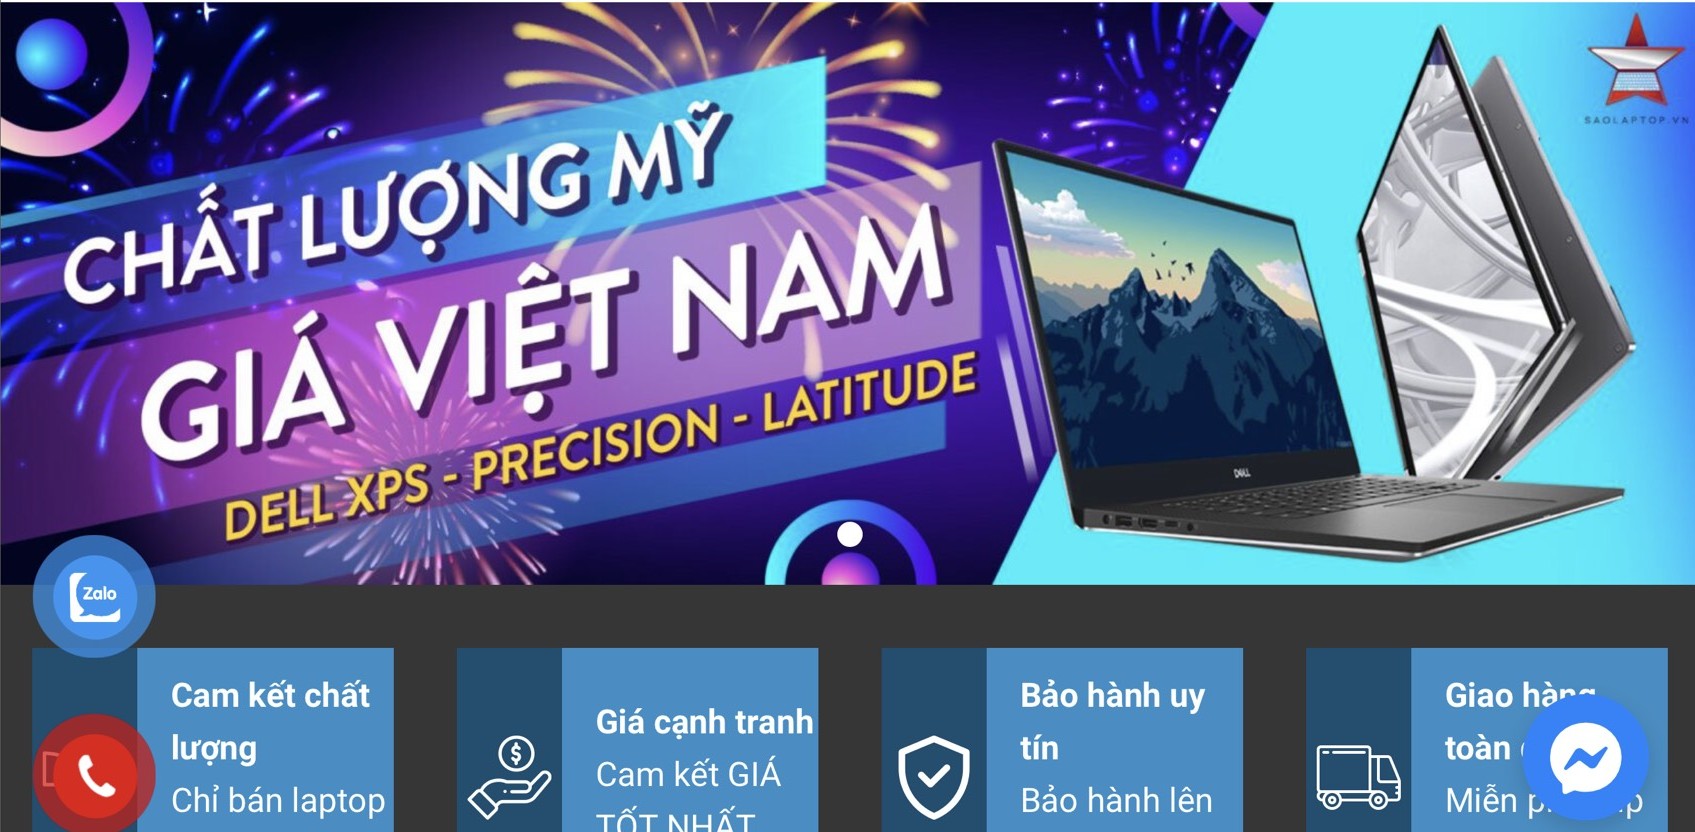 CHẤT LƯỢNG MỸ
GIÁ VIỆT NAM
DELL XPS - PRECISION - LATITUDE
SAOLAPTOP.VN
DELL
Zalo
Cam kết chất
lượng
Chỉ bán laptop
Giá cạnh tranh
Cam kết GIÁ
TỐT NHẤT
Bảo hành uy
tín
Bảo hành lên
Giao hàng
toàn
Miễn